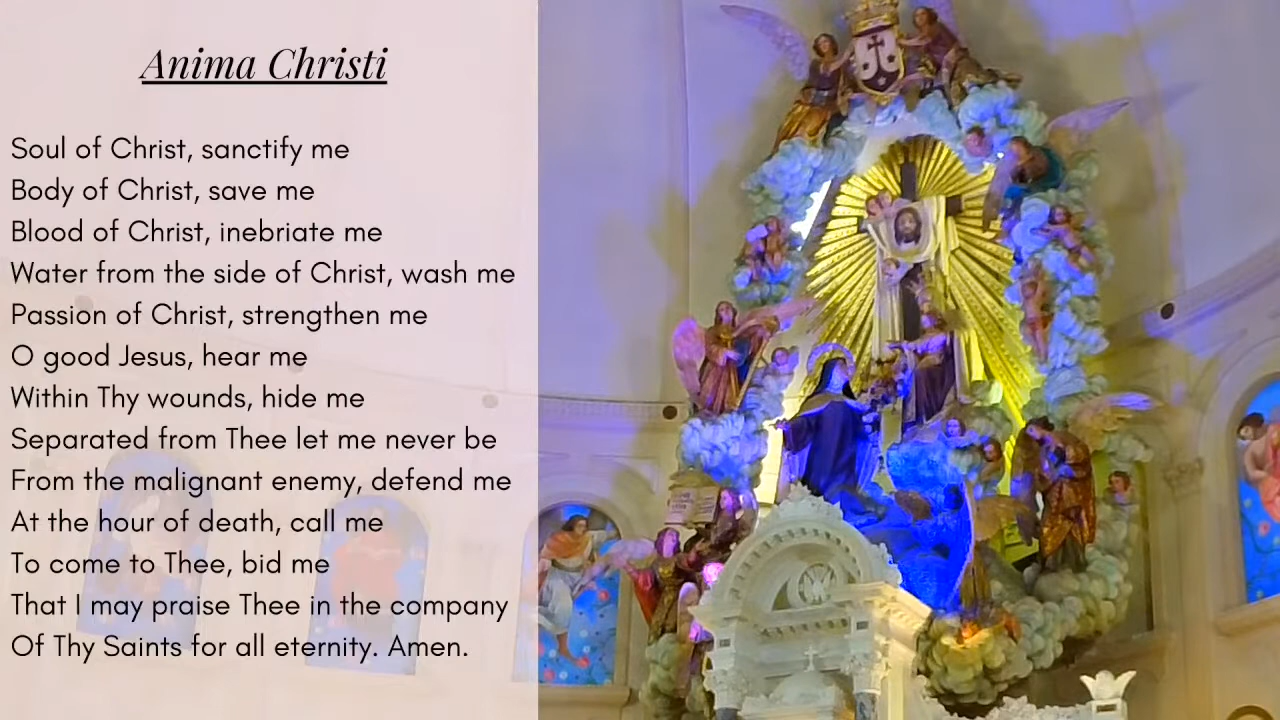 Anima Christi
Soul of Christ, sanctify me
Body of Christ, save me
Blood of Christ, inebriate me
Water from the side of Christ, wash me
Passion of Christ, strengthen me
O good Jesus, hear me
Within Thy wounds, hide me
Separated from Thee let me never be
From the malignant enemy, defend me
At the hour of death, call me
To come to Thee, bid me
That I may praise Thee in the company
Of Thy Saints for all eternity. Amen.